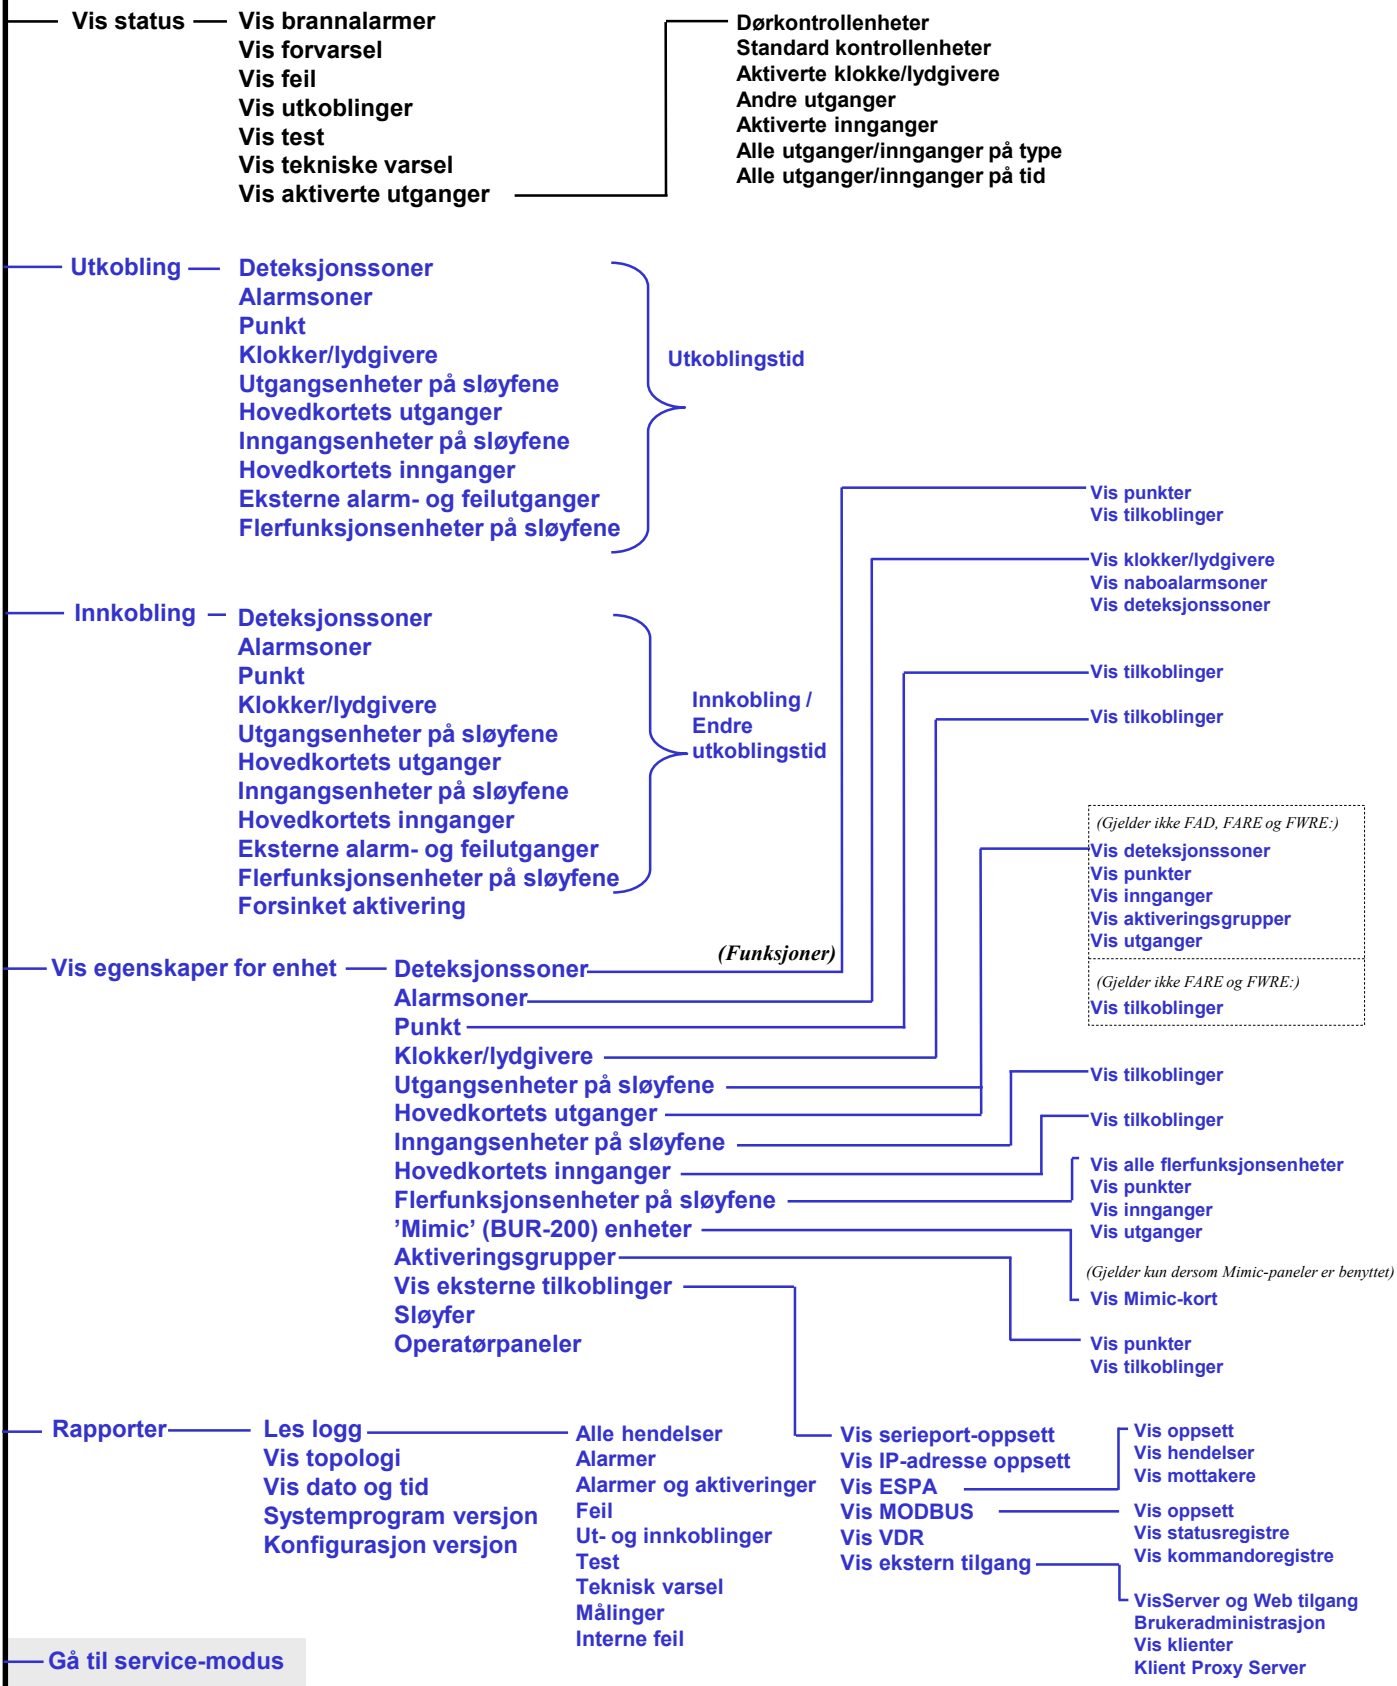 Vis status
Vis brannalarmer
Vis forvarsel
Vis feil
Vis utkoblinger
Vis test
Vis tekniske varsel
Vis aktiverte utganger
Dørkontrollenheter
Standard kontrollenheter
Aktiverte klokke/lydgivere
Andre utganger
Aktiverte innganger
Alle utganger/innganger på type
Alle utganger/innganger på tid
Utkobling
Deteksjonssoner
Alarmsoner
Punkt
Klokker/lydgivere
Utgangsenheter på sløyfene
Hovedkortets utganger
Inngangsenheter på sløyfene
Hovedkortets innganger
Eksterne alarm- og feilutganger
Flerfunksjonsenheter på sløyfene
Utkoblingstid
Innkobling
Deteksjonssoner
Alarmsoner
Punkt
Klokker/lydgivere
Utgangsenheter på sløyfene
Hovedkortets utganger
Inngangsenheter på sløyfene
Hovedkortets innganger
Eksterne alarm- og feilutganger
Flerfunksjonsenheter på sløyfene
Forsinket aktivering
Innkobling /
Endre
utkoblingstid
Vis egenskaper for enhet
(Funksjoner)
Deteksjonssoner
Alarmsoner
Punkt
Klokker/lydgivere
Utgangsenheter på sløyfene
Hovedkortets utganger
Inngangsenheter på sløyfene
Hovedkortets innganger
Flerfunksjonsenheter på sløyfene
’Mimic’ (BUR-200) enheter
Aktiveringsgrupper
Vis eksterne tilkoblinger
Sløyfer
Operatørpaneler
Vis punkter
Vis tilkoblinger
Vis klokker/lydgivere
Vis naboalarmsoner
Vis deteksjonssoner
Vis tilkoblinger
Vis tilkoblinger
(Gjelder ikke FAD, FARE og FWRE:)
Vis deteksjonssoner
Vis punkter
Vis innganger
Vis aktiveringsgrupper
Vis utganger
(Gjelder ikke FARE og FWRE:)
Vis tilkoblinger
Vis tilkoblinger
Vis tilkoblinger
Vis alle flerfunksjonsenheter
Vis punkter
Vis innganger
Vis utganger
(Gjelder kun dersom Mimic-paneler er benyttet)
Vis Mimic-kort
Vis punkter
Vis tilkoblinger
Rapporter
Les logg
Vis topologi
Vis dato og tid
Systemprogram versjon
Konfigurasjon versjon
Alle hendelser
Alarmer
Alarmer og aktiveringer
Feil
Ut- og innkoblinger
Test
Teknisk varsel
Målinger
Interne feil
Vis serieport-oppsett
Vis IP-adresse oppsett
Vis ESPA
Vis MODBUS
Vis VDR
Vis ekstern tilgang
Vis oppsett
Vis hendelser
Vis mottakere
Vis oppsett
Vis statusregistre
Vis kommandoregistre
VisServer og Web tilgang
Brukeradministrasjon
Vis klienter
Klient Proxy Server
Gå til service-modus